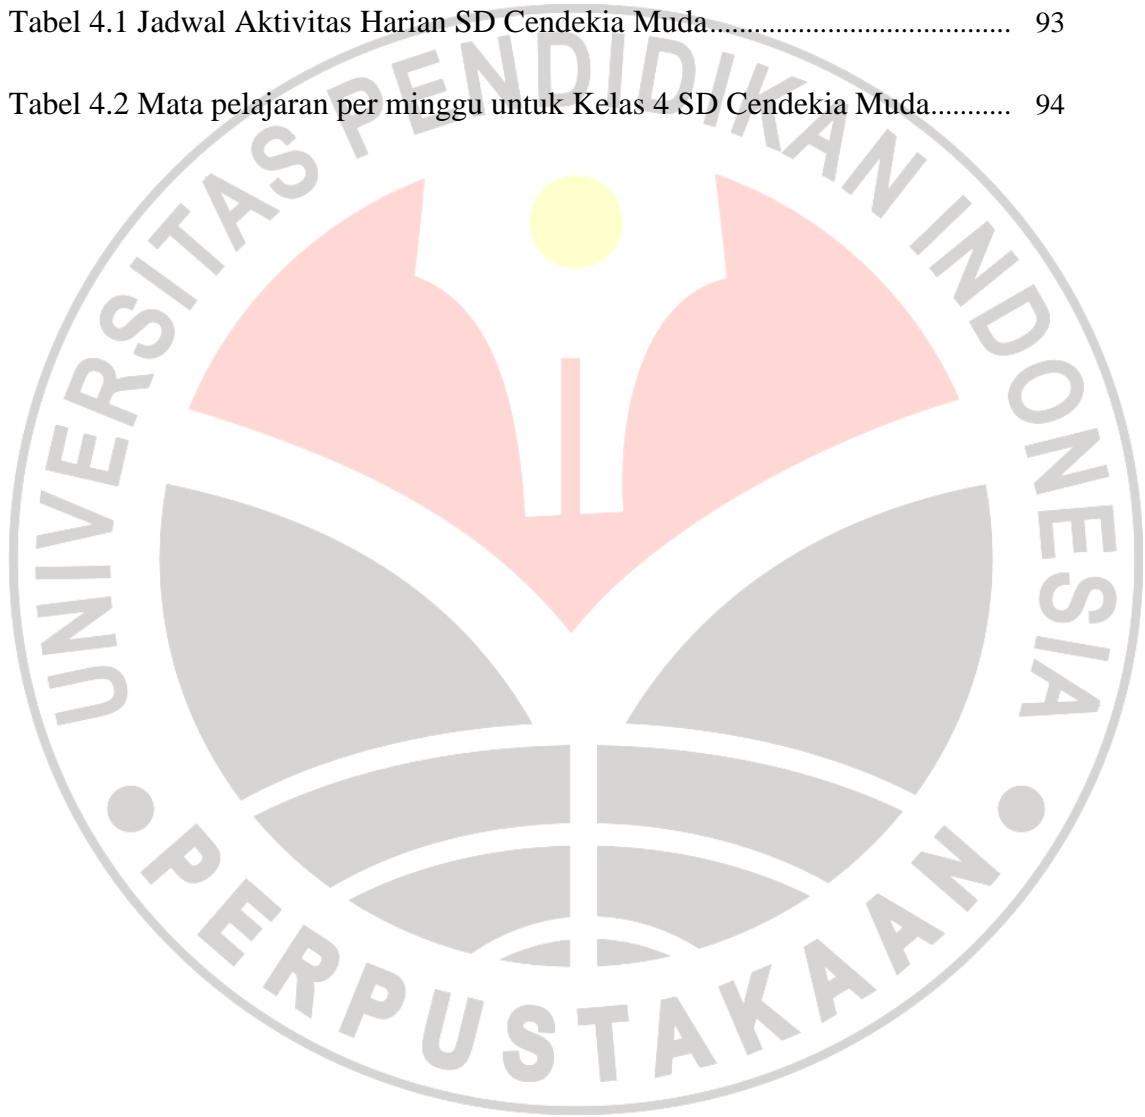 Tabel 4.1 Jadwal Aktivitas Harian SD Cendekia Muda....................................... 93
Tabel 4.2 Mata pelajaran per minggu untuk Kelas 4 SD Cendekia Muda........... 94
UNIVERSITAS PENDIDIKAN INDONESIA
PERPUSTAKAAN